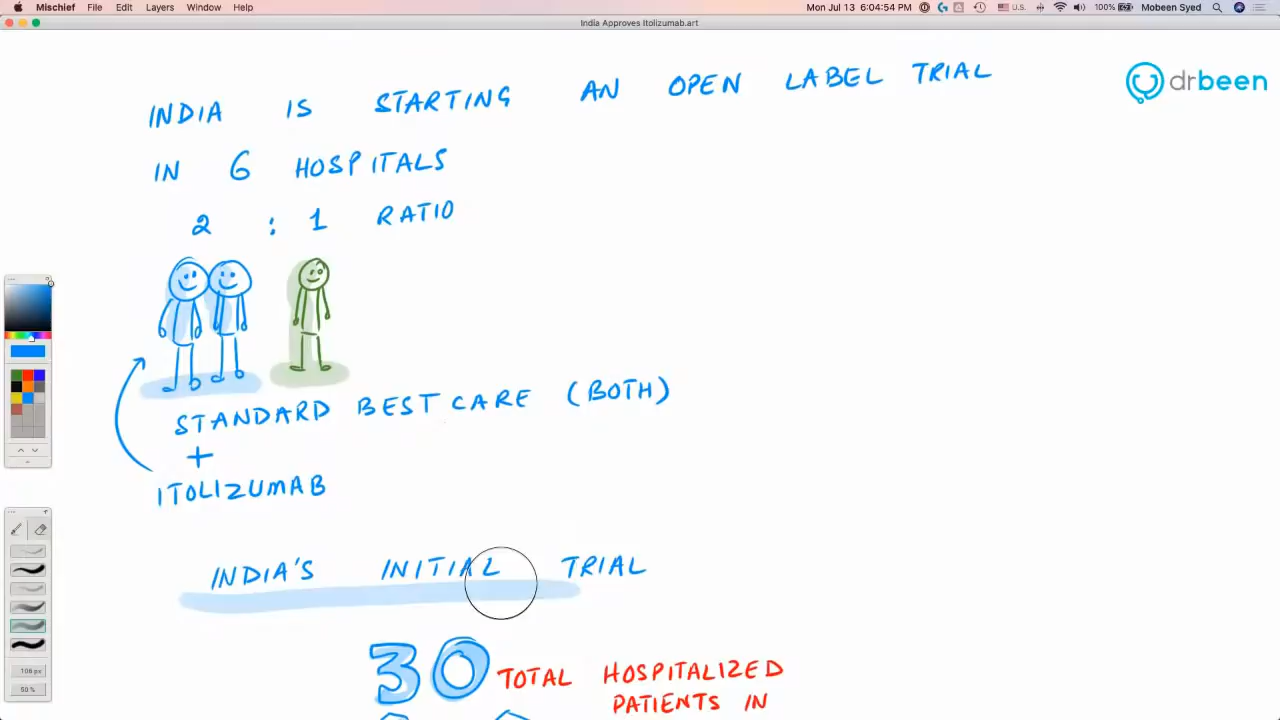 Mischief File Edit Layers Window Help
Mon Jul 13 6:04:54 PM U.S. 100% Mobeen Syed
India Approves Itolizumab.art
INDIA IS STARTING AN OPEN LABEL TRIAL
drbeen
IN 6 HOSPITALS
2 : 1 RATIO
STANDARD BEST CARE (BOTH)
+
ITOLIZUMAB
INDIA'S INITIAL TRIAL
30 TOTAL HOSPITALIZED
PATIENTS IN
106 px
50 %